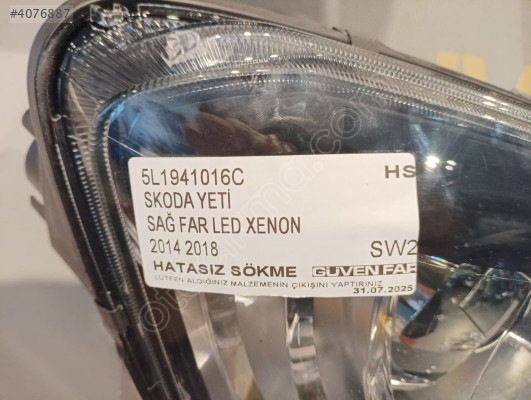 #4076887
5L1941016C HS
SKODA YETİ
SAĞ FAR LED XENON
2014 2018 SW2
HATASIZ SÖKME GUVEN FAR
LÜTFEN ALDIĞINIZ MALZEMENİN ÇIKIŞINI YAPTIRINIZ
31.07.2025